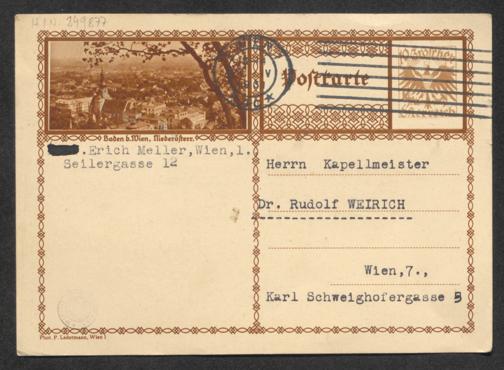 H.I.N. 249877
Postkarte
Baden b. Wien, Niederösterr.
.Erich Meller,Wien,1.
Seilergasse 12
Herrn Kapellmeister
Dr. Rudolf WEIRICH
Wien,7.,
Karl Schweighofergasse 5
Phot. P. Ledermann, Wien I